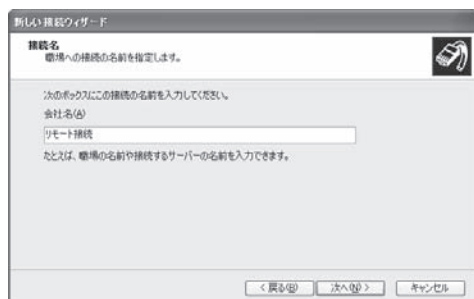 新しい接続ウィザード
接続名
職場への接続の名前を指定します。
次のボックスにこの接続の名前を入力してください。
会社名(A)
リモート接続
たとえば、職場の名前や接続するサーバーの名前を入力できます。
< 戻る(B) 次へ(N) > キャンセル